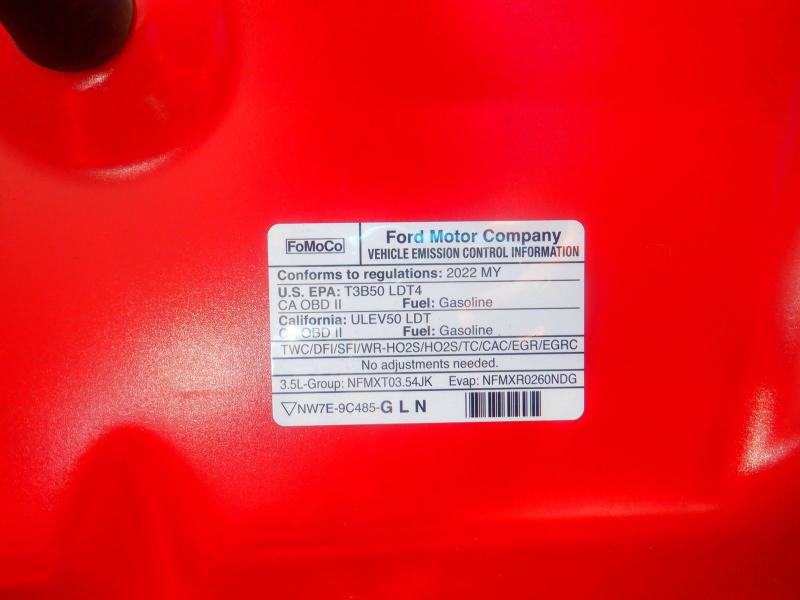 FoMoCo
Ford Motor Company
VEHICLE EMISSION CONTROL INFORMATION
Conforms to regulations: 2022 MY
U.S. EPA: T3B50 LDT4
CA OBD II Fuel: Gasoline
California: ULEV50 LDT
CA OBD II Fuel: Gasoline
TWC/DFI/SFI/WR-HO2S/HO2S/TC/CAC/EGR/EGRC
No adjustments needed.
3.5L-Group: NFMXT03.54JK Evap: NFMXR0260NDG
NW7E-9C485-G L N